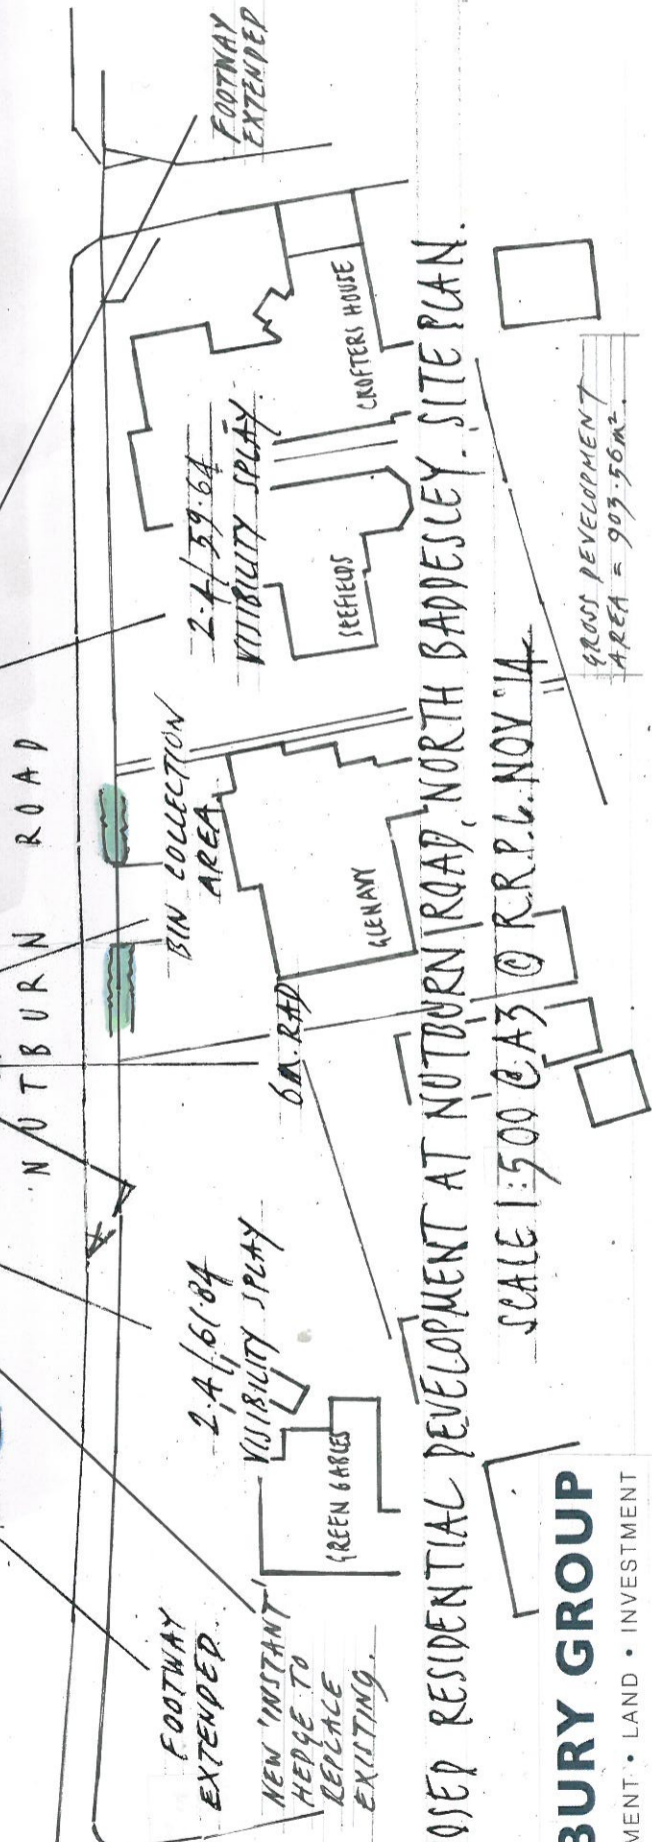 NUTBURN ROAD
FOOTWAY
EXTENDED
NEW 'INSTANT'
HEDGE TO
REPLACE
EXISTING.
2.4/61.84
VISIBILITY SPLAY
GREEN GABLES
6M. RAD
BIN COLLECTION
AREA
GLENAVY
2.4/59.64
VISIBILITY SPLAY.
SEEFIELDS
CROFTERS HOUSE
FOOTWAY
EXTENDED
OSED RESIDENTIAL DEVELOPMENT AT NUTBURN ROAD, NORTH BADDESLEY. SITE PLAN.
SCALE 1:500 @ A3 © R.R.P.L. NOV '14
GROSS DEVELOPMENT
AREA = 903.56m².
BURY GROUP
MENT • LAND • INVESTMENT